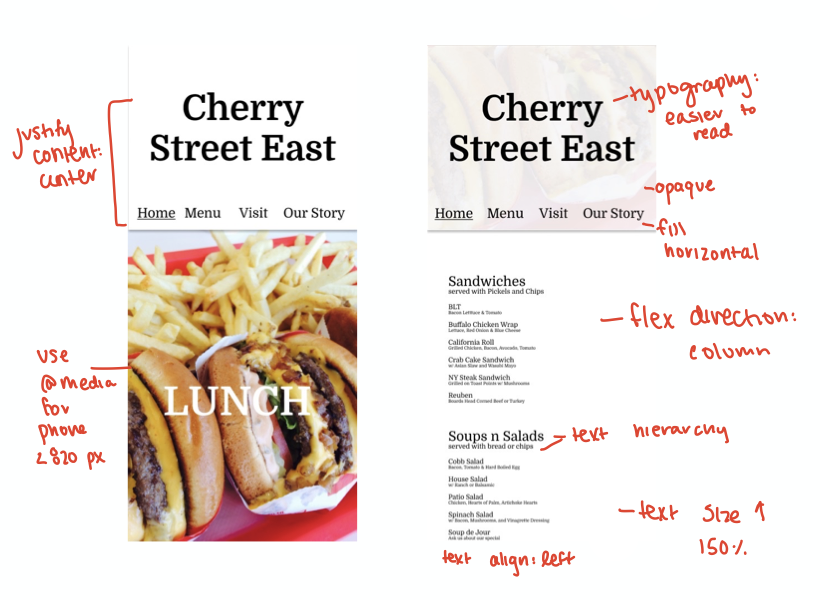 justify
content:
center
Cherry
Street East
Home Menu Visit Our Story
use
@media
for
phone
< 820 px
LUNCH
Cherry
Street East
Home Menu Visit Our Story
typography:
easier to
read
opaque
fill
horizontal
Sandwiches
served with Pickels and Chips
BLT
Bacon Lettuce & Tomato
Buffalo Chicken Wrap
Lettuce, Red Onion & Blue Cheese
California Roll
Grilled Chicken, Bacon, Avocado, Tomato
Crab Cake Sandwich
w/ Asian Slaw and Wasabi Mayo
NY Steak Sandwich
Grilled on Toast Points w/ Mushrooms
Reuben
Boards Head Corned Beef or Turkey
flex direction:
column
Soups n Salads
served with bread or chips
text hierarchy
Cobb Salad
Bacon, Tomato & Hard Boiled Egg
House Salad
w/ Ranch or Balsamic
Patio Salad
Chicken, Hearts of Palm, Artichoke Hearts
Spinach Salad
w/ Bacon, Mushrooms, and Vinagrette Dressing
Soup de Jour
Ask us about our special
text size ↑
150%
text align: left